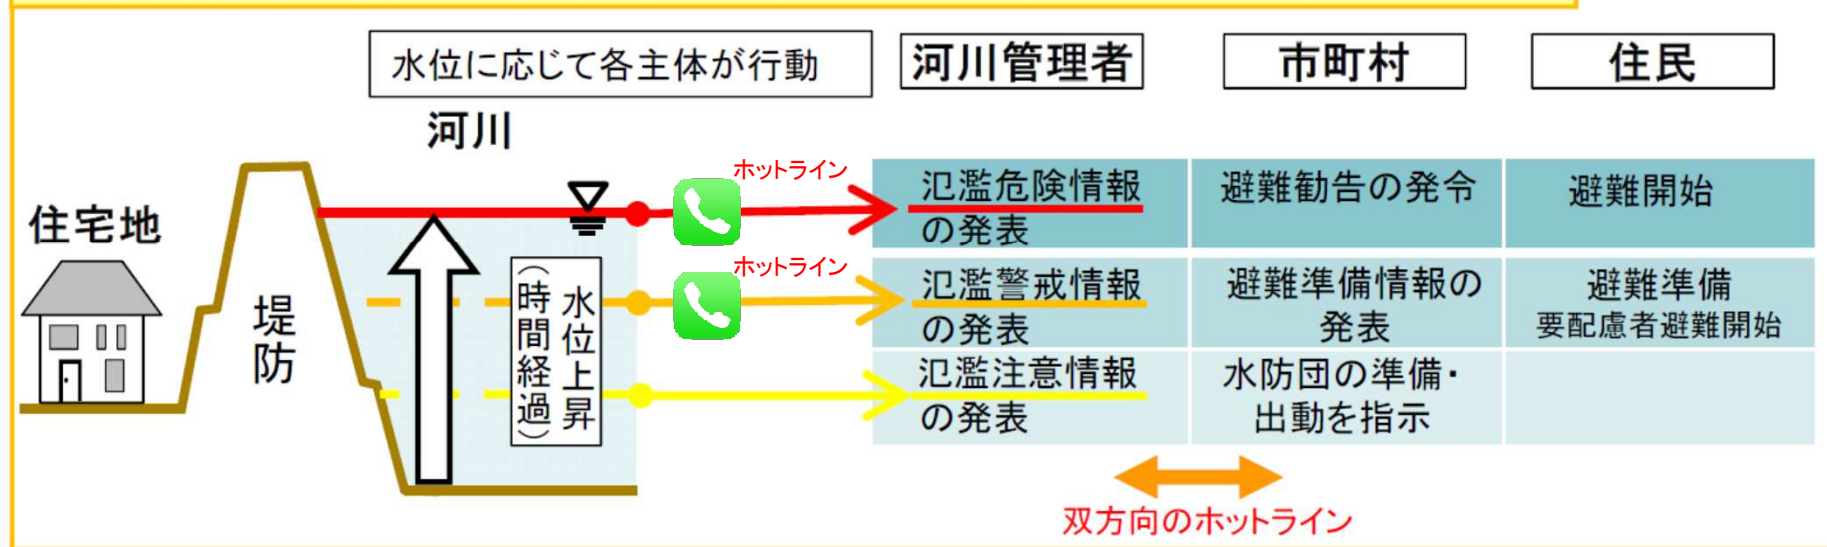 水位に応じて各主体が行動
河川管理者
市町村
住民
河川
住宅地
堤防
水位上昇
（時間経過）
ホットライン
氾濫危険情報
の発表
避難勧告の発令
避難開始
ホットライン
氾濫警戒情報
の発表
避難準備情報の
発表
避難準備
要配慮者避難開始
氾濫注意情報
の発表
水防団の準備・
出動を指示
双方向のホットライン